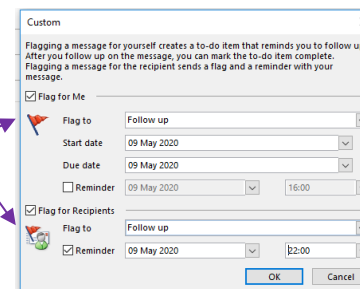 Custom
Flagging a message for yourself creates a to-do item that reminds you to follow up
After you follow up on the message, you can mark the to-do item complete.
Flagging a message for the recipient sends a flag and a reminder with your
message.
Flag for Me
Flag to Follow up
Start date 09 May 2020
Due date 09 May 2020
Reminder 09 May 2020 16:00
Flag for Recipients
Flag to Follow up
Reminder 09 May 2020 22:00
OK Cancel